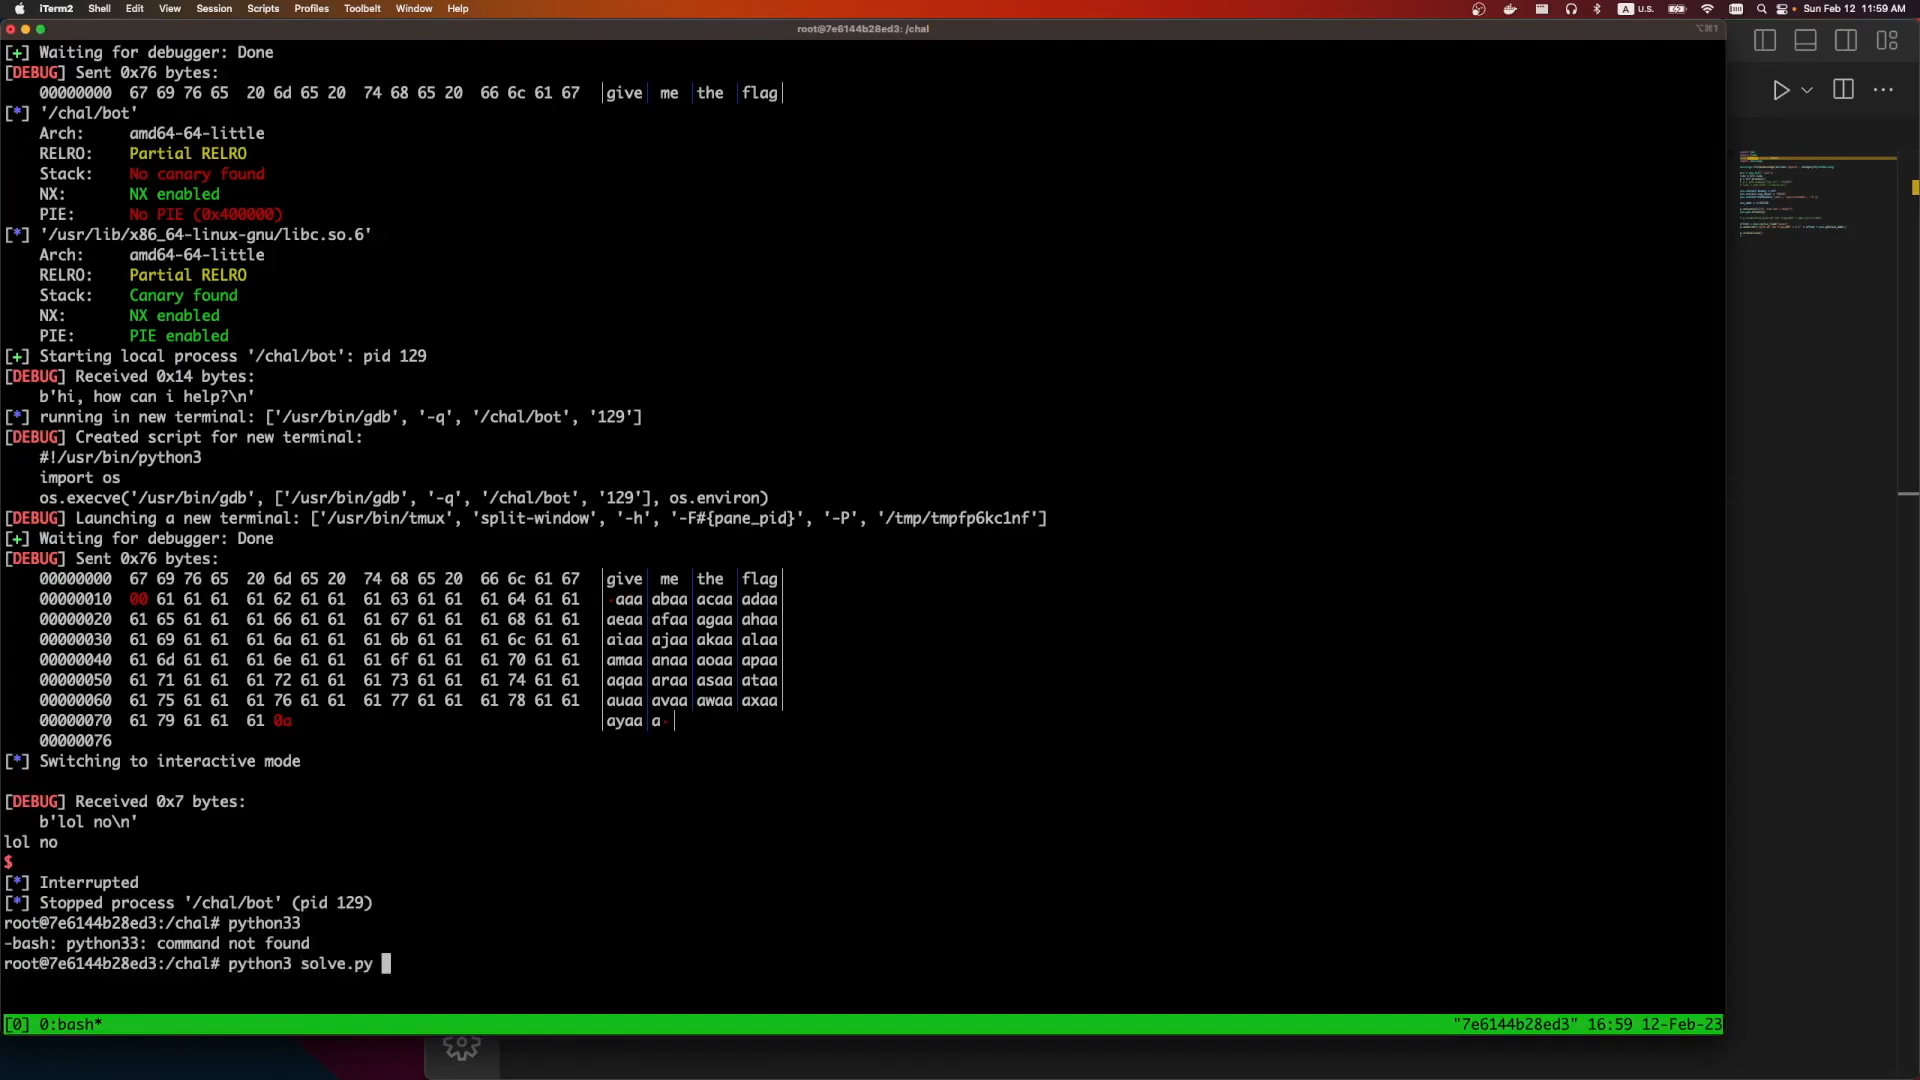 iTerm2 Shell Edit View Session Scripts Profiles Toolbelt Window Help U.S. Sun Feb 12 11:59 AM
root@7e6144b28ed3: /chal ⌥⌘1
[+] Waiting for debugger: Done
[DEBUG] Sent 0x76 bytes:
    00000000  67 69 76 65  20 6d 65 20  74 68 65 20  66 6c 61 67  │give│ me │the │flag│
[*] '/chal/bot'
    Arch:     amd64-64-little
    RELRO:    Partial RELRO
    Stack:    No canary found
    NX:       NX enabled
    PIE:      No PIE (0x400000)
[*] '/usr/lib/x86_64-linux-gnu/libc.so.6'
    Arch:     amd64-64-little
    RELRO:    Partial RELRO
    Stack:    Canary found
    NX:       NX enabled
    PIE:      PIE enabled
[+] Starting local process '/chal/bot': pid 129
[DEBUG] Received 0x14 bytes:
    b'hi, how can i help?\n'
[*] running in new terminal: ['/usr/bin/gdb', '-q', '/chal/bot', '129']
[DEBUG] Created script for new terminal:
    #!/usr/bin/python3
    import os
    os.execve('/usr/bin/gdb', ['/usr/bin/gdb', '-q', '/chal/bot', '129'], os.environ)
[DEBUG] Launching a new terminal: ['/usr/bin/tmux', 'split-window', '-h', '-F#{pane_pid}', '-P', '/tmp/tmpfp6kc1nf']
[+] Waiting for debugger: Done
[DEBUG] Sent 0x76 bytes:
    00000000  67 69 76 65  20 6d 65 20  74 68 65 20  66 6c 61 67  │give│ me │the │flag│
    00000010  00 61 61 61  61 62 61 61  61 63 61 61  61 64 61 61  │·aaa│abaa│acaa│adaa│
    00000020  61 65 61 61  61 66 61 61  61 67 61 61  61 68 61 61  │aeaa│afaa│agaa│ahaa│
    00000030  61 69 61 61  61 6a 61 61  61 6b 61 61  61 6c 61 61  │aiaa│ajaa│akaa│alaa│
    00000040  61 6d 61 61  61 6e 61 61  61 6f 61 61  61 70 61 61  │amaa│anaa│aoaa│apaa│
    00000050  61 71 61 61  61 72 61 61  61 73 61 61  61 74 61 61  │aqaa│araa│asaa│ataa│
    00000060  61 75 61 61  61 76 61 61  61 77 61 61  61 78 61 61  │auaa│avaa│awaa│axaa│
    00000070  61 79 61 61  61 0a                                  │ayaa│a·│
    00000076
[*] Switching to interactive mode
[DEBUG] Received 0x7 bytes:
    b'lol no\n'
lol no
$
[*] Interrupted
[*] Stopped process '/chal/bot' (pid 129)
root@7e6144b28ed3:/chal# python33
-bash: python33: command not found
root@7e6144b28ed3:/chal# python3 solve.py
[0] 0:bash* "7e6144b28ed3" 16:59 12-Feb-23